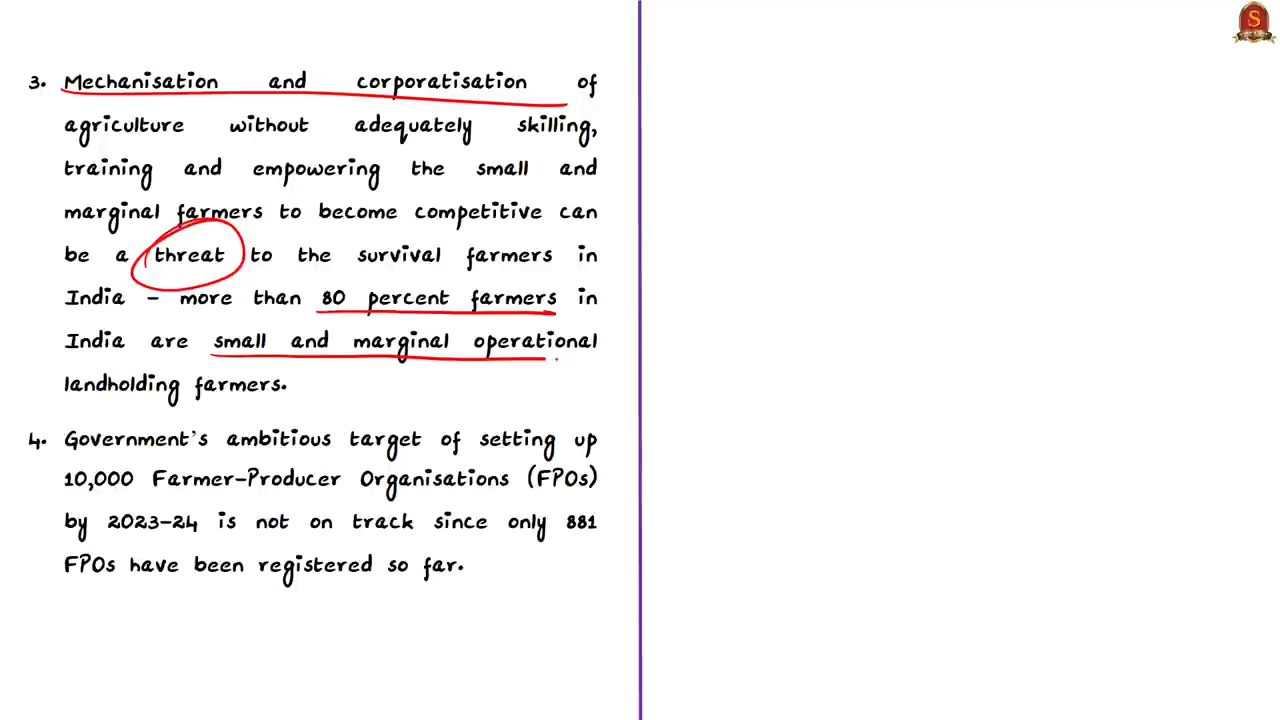 3. Mechanisation and corporatisation of
agriculture without adequately skilling,
training and empowering the small and
marginal farmers to become competitive can
be a threat to the survival farmers in
India - more than 80 percent farmers in
India are small and marginal operational
landholding farmers.
4. Government's ambitious target of setting up
10,000 Farmer-Producer Organisations (FPOs)
by 2023-24 is not on track since only 881
FPOs have been registered so far.
S